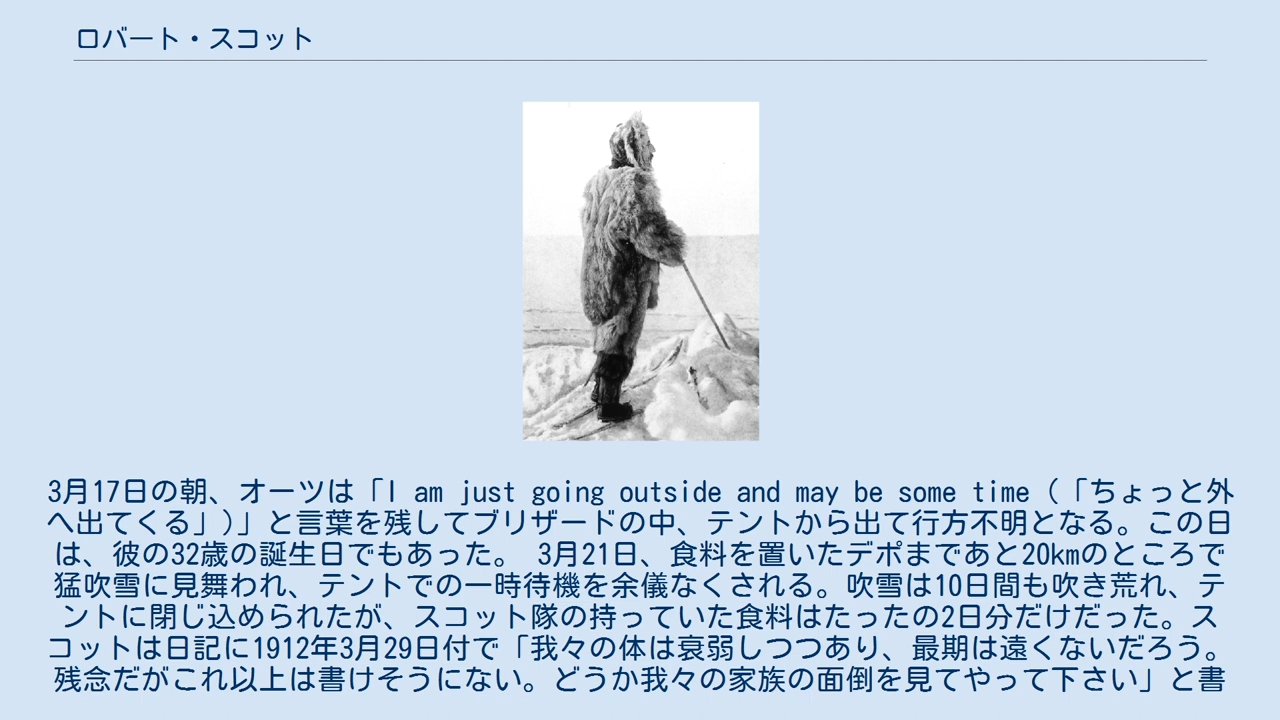 ロバート・スコット
3月17日の朝、オーツは「I am just going outside and may be some time (「ちょっと外
へ出てくる」)」と言葉を残してブリザードの中、テントから出て行方不明となる。この日
は、彼の32歳の誕生日でもあった。 3月21日、食料を置いたデポまであと20kmのところで
猛吹雪に見舞われ、テントでの一時待機を余儀なくされる。吹雪は10日間も吹き荒れ、テ
ントに閉じ込められたが、スコット隊の持っていた食料はたったの2日分だけだった。ス
コットは日記に1912年3月29日付で「我々の体は衰弱しつつあり、最期は遠くないだろう。
残念だがこれ以上は書けそうにない。どうか我々の家族の面倒を見てやって下さい」と書